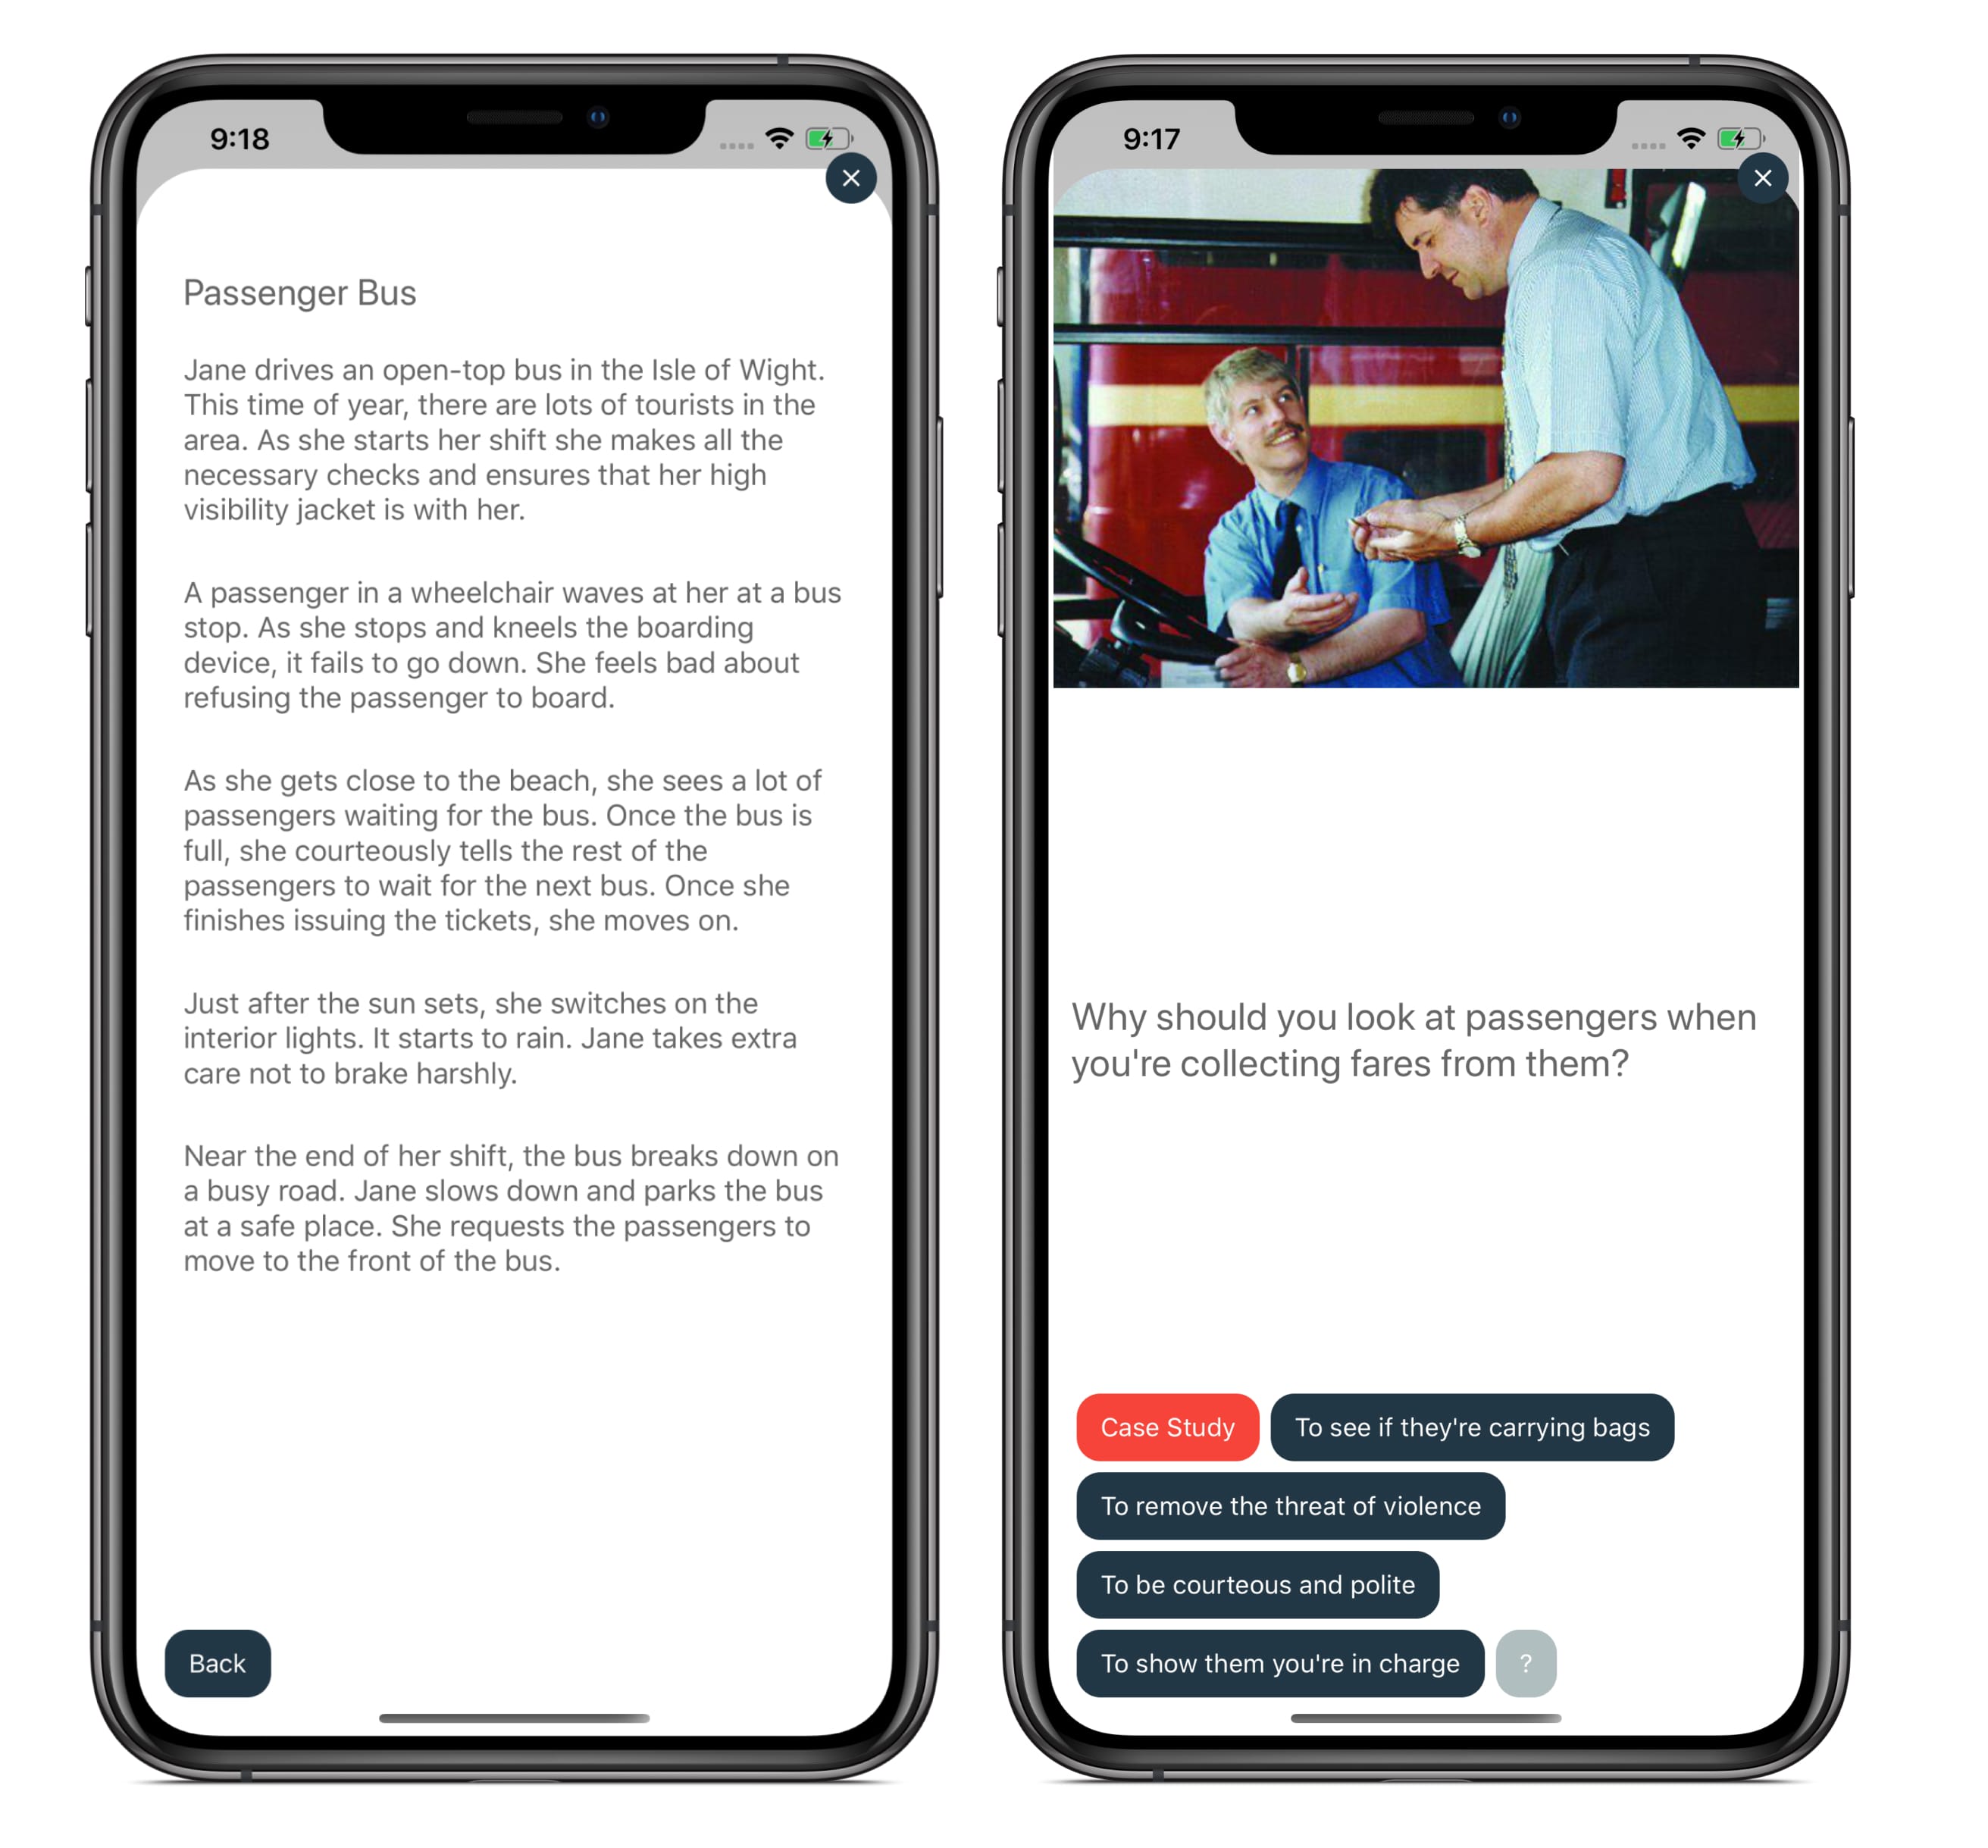 9:18
Passenger Bus
Jane drives an open-top bus in the Isle of Wight.
This time of year, there are lots of tourists in the
area. As she starts her shift she makes all the
necessary checks and ensures that her high
visibility jacket is with her.
A passenger in a wheelchair waves at her at a bus
stop. As she stops and kneels the boarding
device, it fails to go down. She feels bad about
refusing the passenger to board.
As she gets close to the beach, she sees a lot of
passengers waiting for the bus. Once the bus is
full, she courteously tells the rest of the
passengers to wait for the next bus. Once she
finishes issuing the tickets, she moves on.
Just after the sun sets, she switches on the
interior lights. It starts to rain. Jane takes extra
care not to brake harshly.
Near the end of her shift, the bus breaks down on
a busy road. Jane slows down and parks the bus
at a safe place. She requests the passengers to
move to the front of the bus.
Back
9:17
Why should you look at passengers when
you're collecting fares from them?
Case Study
To see if they're carrying bags
To remove the threat of violence
To be courteous and polite
To show them you're in charge
?